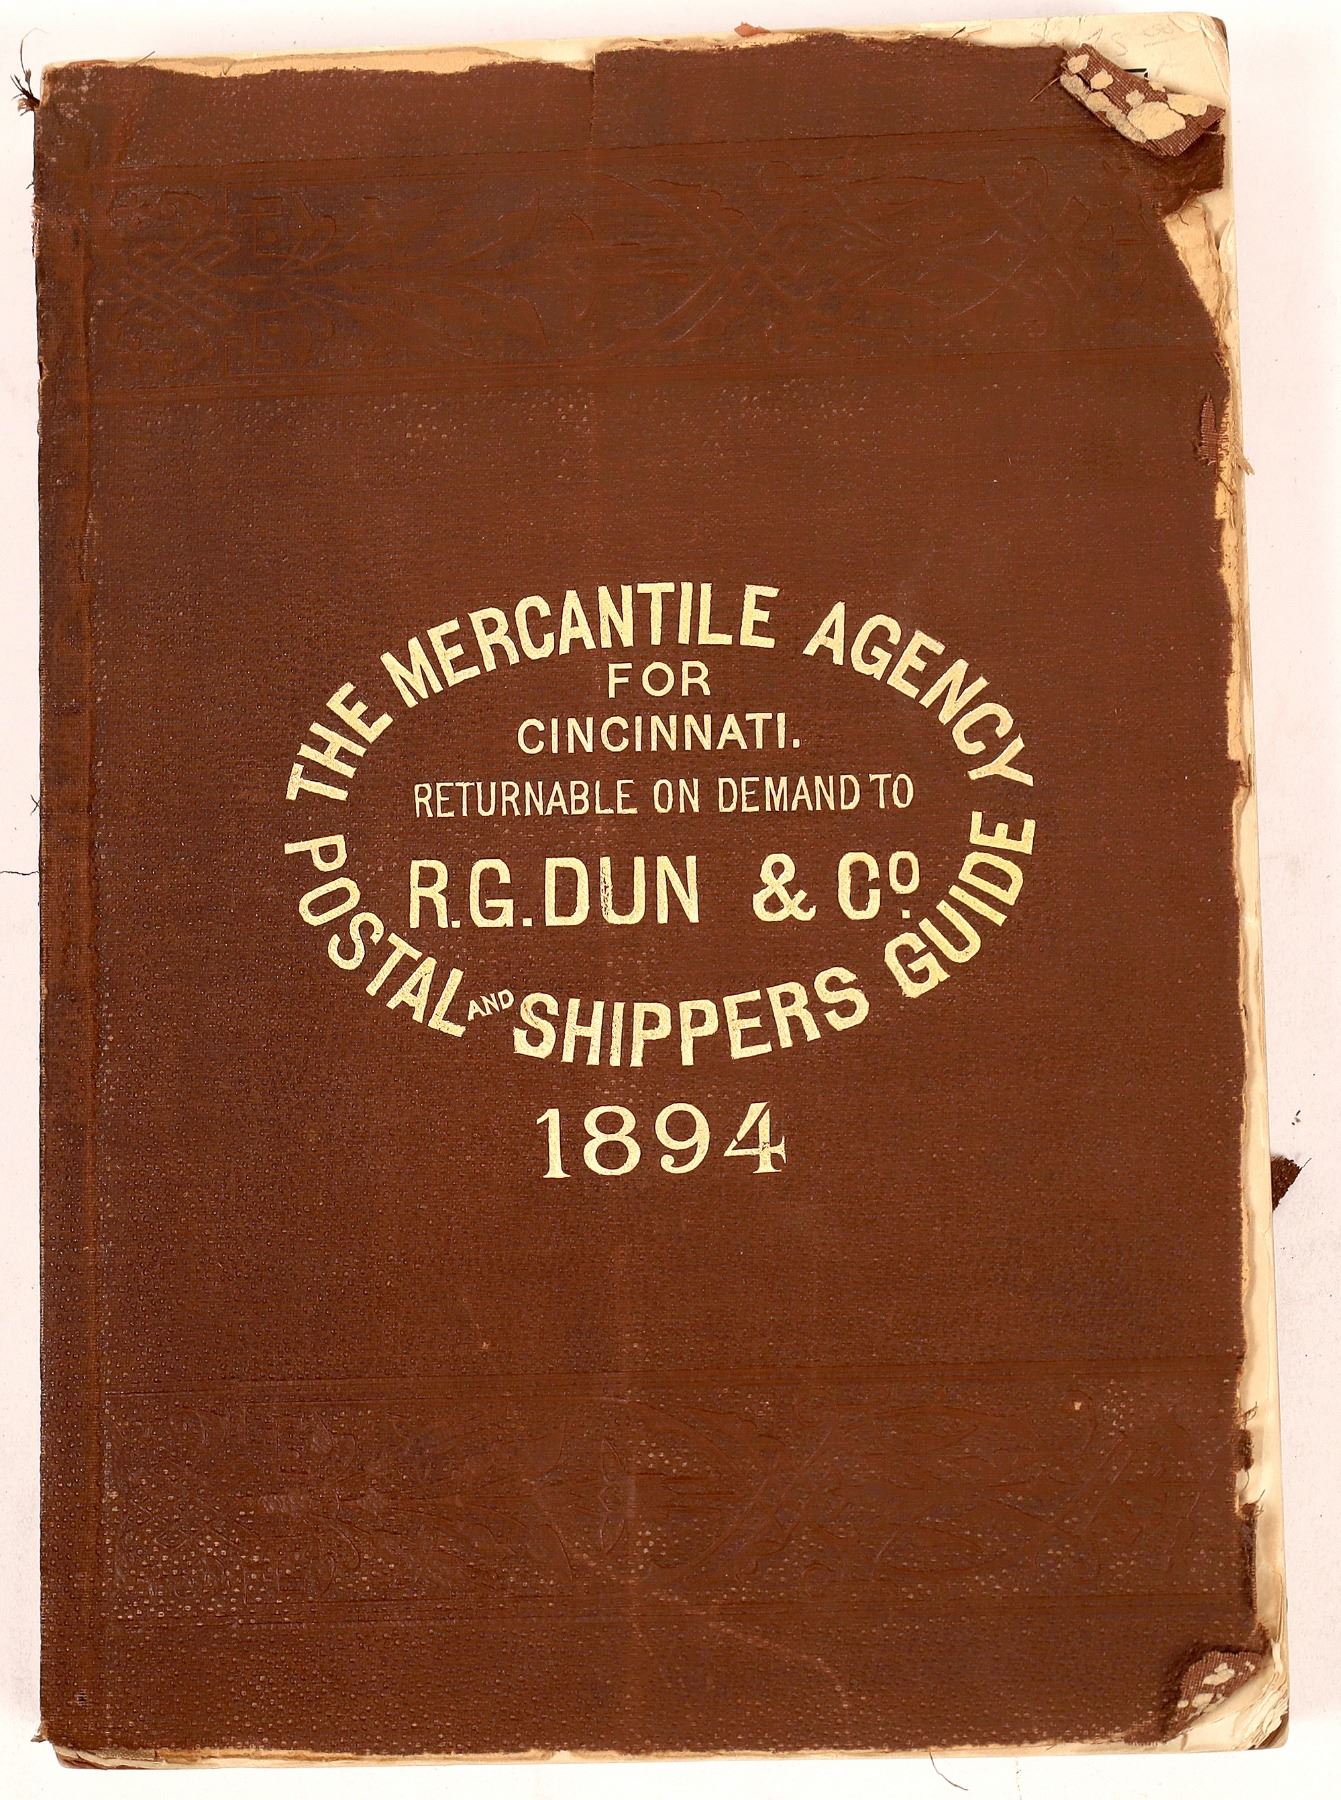 THE MERCANTILE AGENCY
FOR
CINCINNATI.
RETURNABLE ON DEMAND TO
R.G. DUN & Co.
POSTAL AND SHIPPERS GUIDE
1894